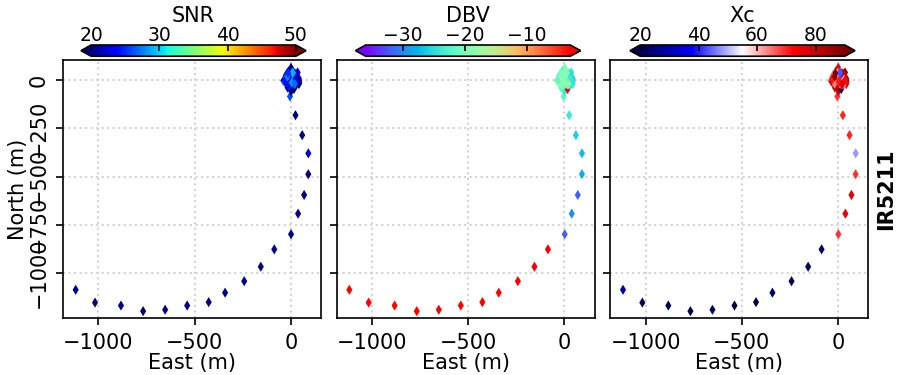 SNR DBV Xc
20 30 40 50 −30 −20 −10 20 40 60 80
North (m)
0
−250
−500
−750
−1000
−1000 −500 0 −1000 −500 0 −1000 −500 0
East (m) East (m) East (m)
IR5211